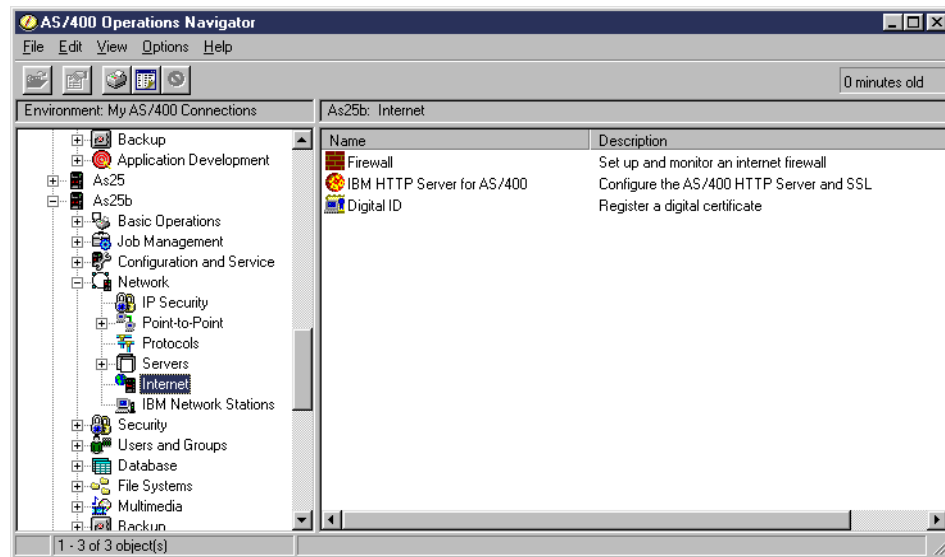 AS/400 Operations Navigator
File Edit View Options Help
0 minutes old
Environment: My AS/400 Connections
As25b: Internet
Backup
Application Development
As25
As25b
Basic Operations
Job Management
Configuration and Service
Network
IP Security
Point-to-Point
Protocols
Servers
Internet
IBM Network Stations
Security
Users and Groups
Database
File Systems
Multimedia
Backup
Name Description
Firewall Set up and monitor an internet firewall
IBM HTTP Server for AS/400 Configure the AS/400 HTTP Server and SSL
Digital ID Register a digital certificate
1 - 3 of 3 object(s)